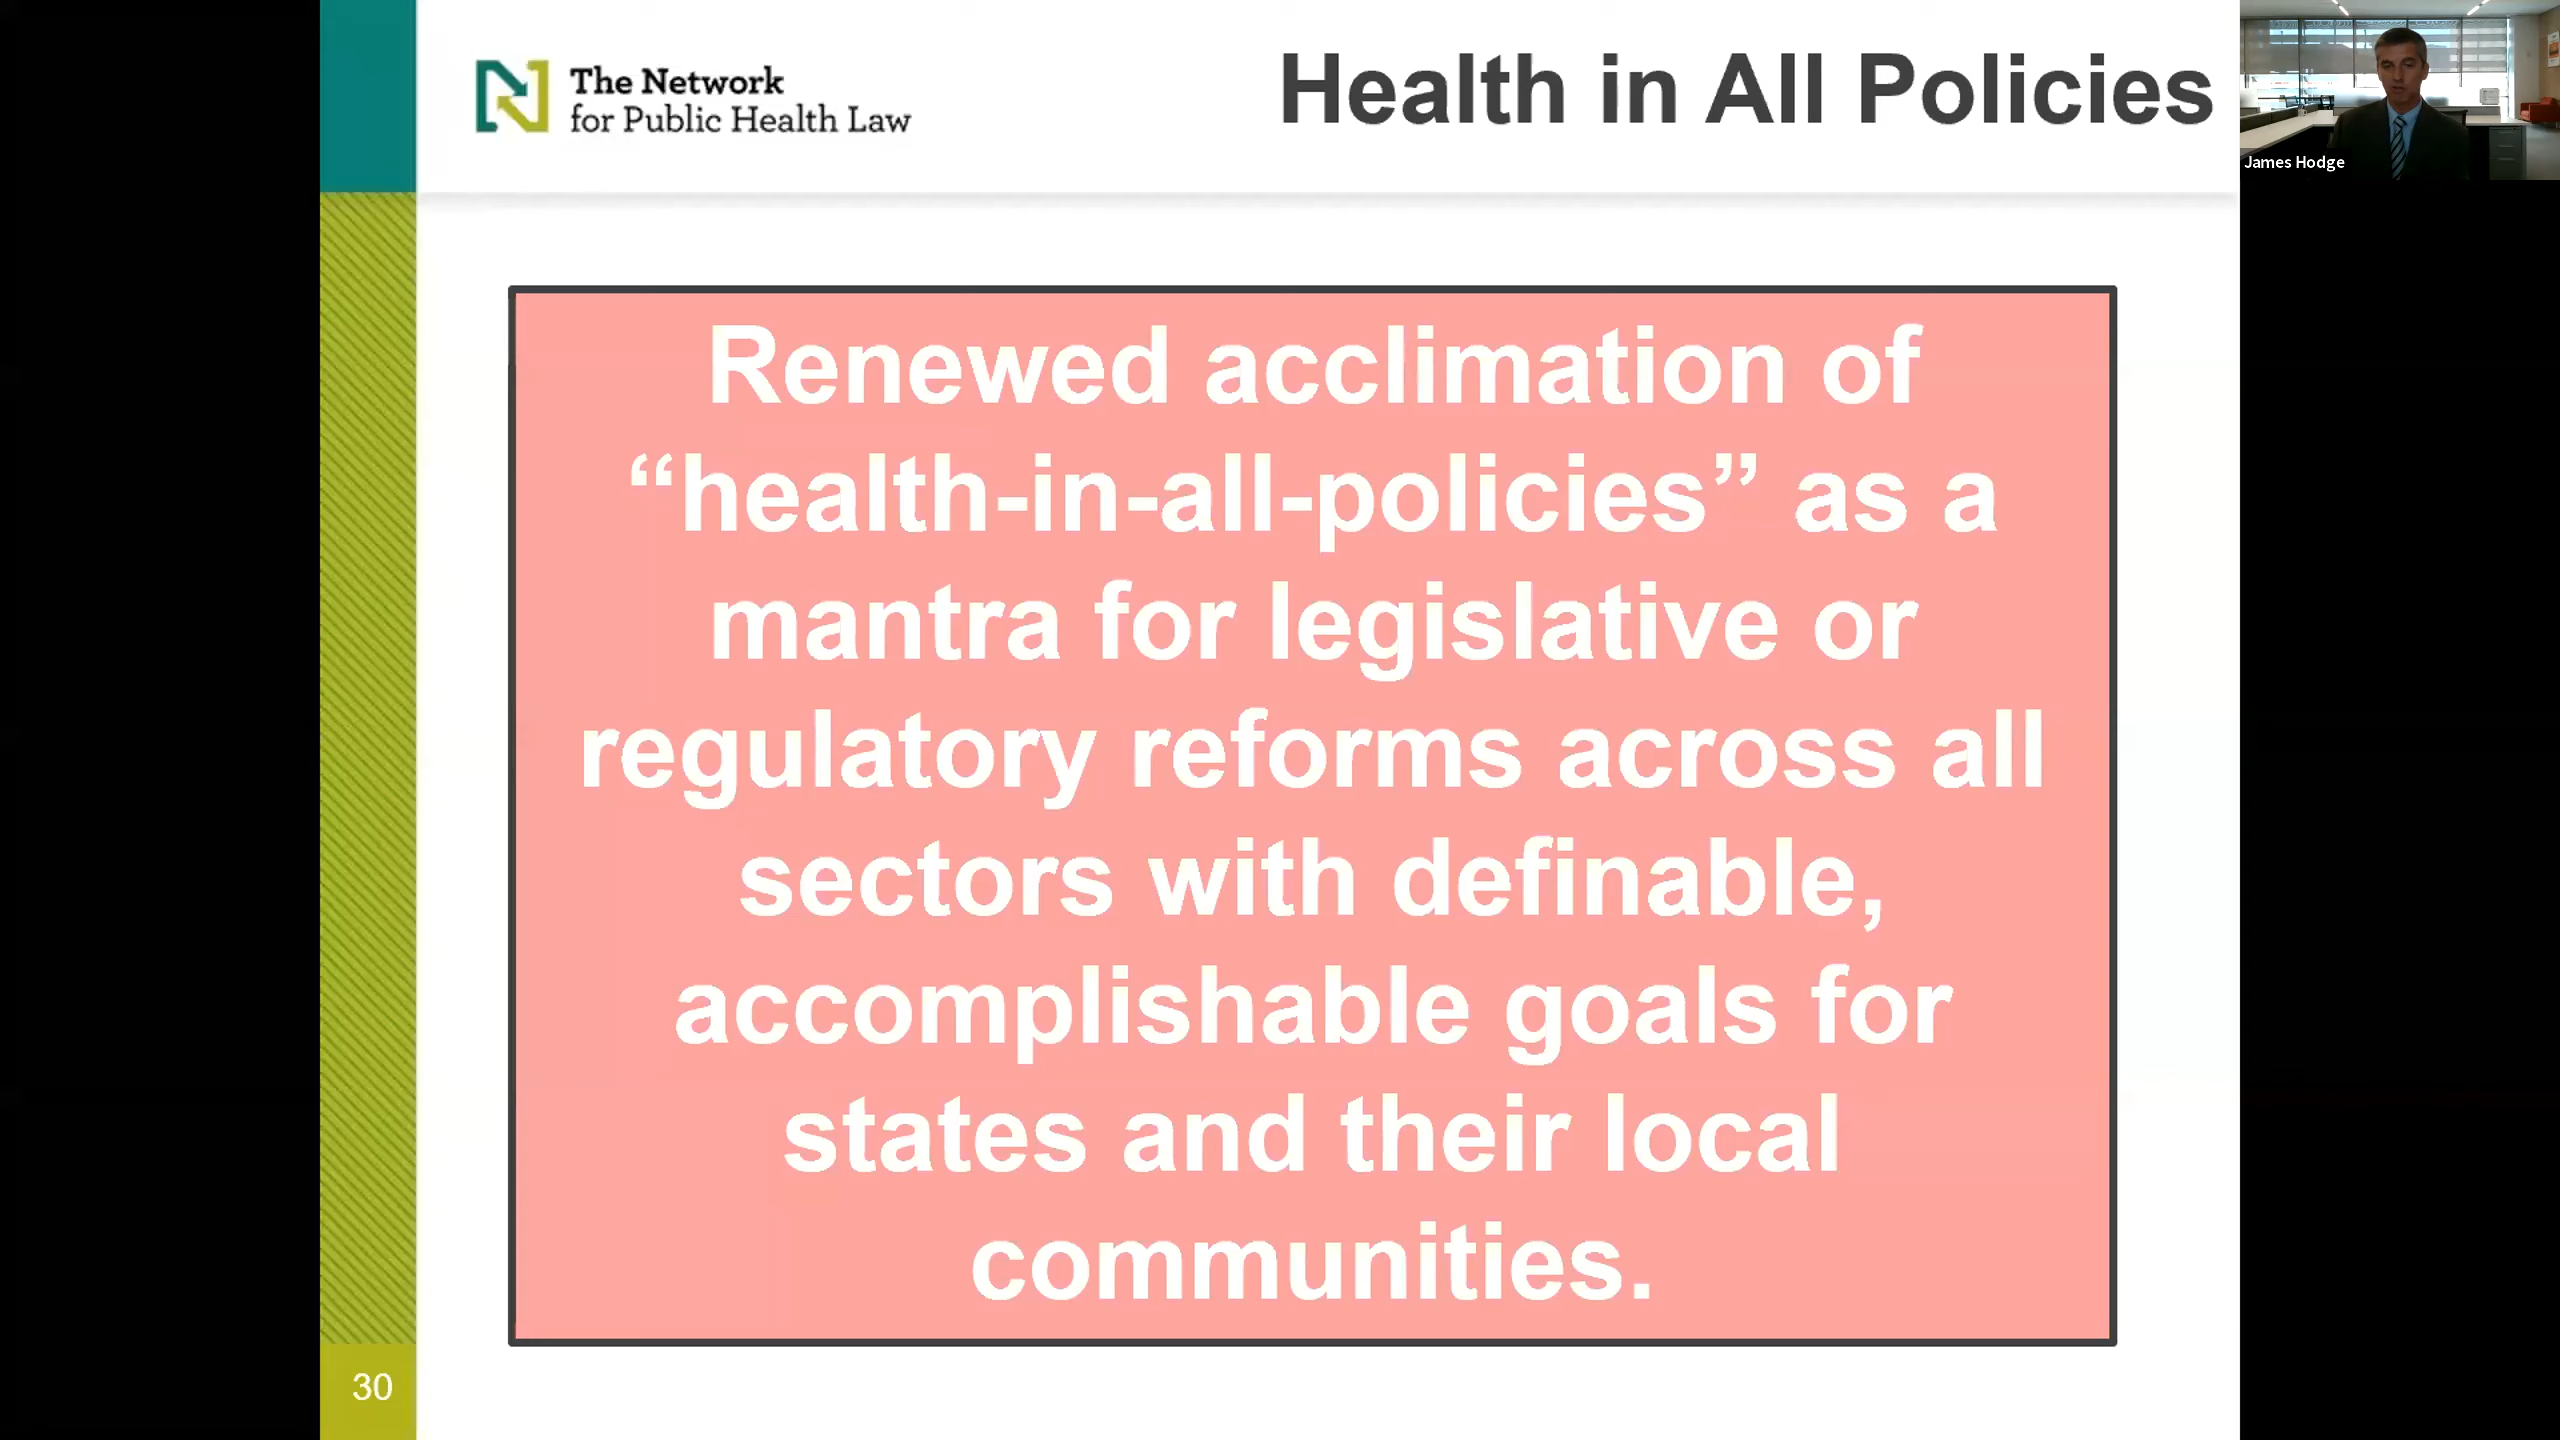 The Network
for Public Health Law
Health in All Policies
James Hodge
Renewed acclimation of
“health-in-all-policies” as a
mantra for legislative or
regulatory reforms across all
sectors with definable,
accomplishable goals for
states and their local
communities.
30